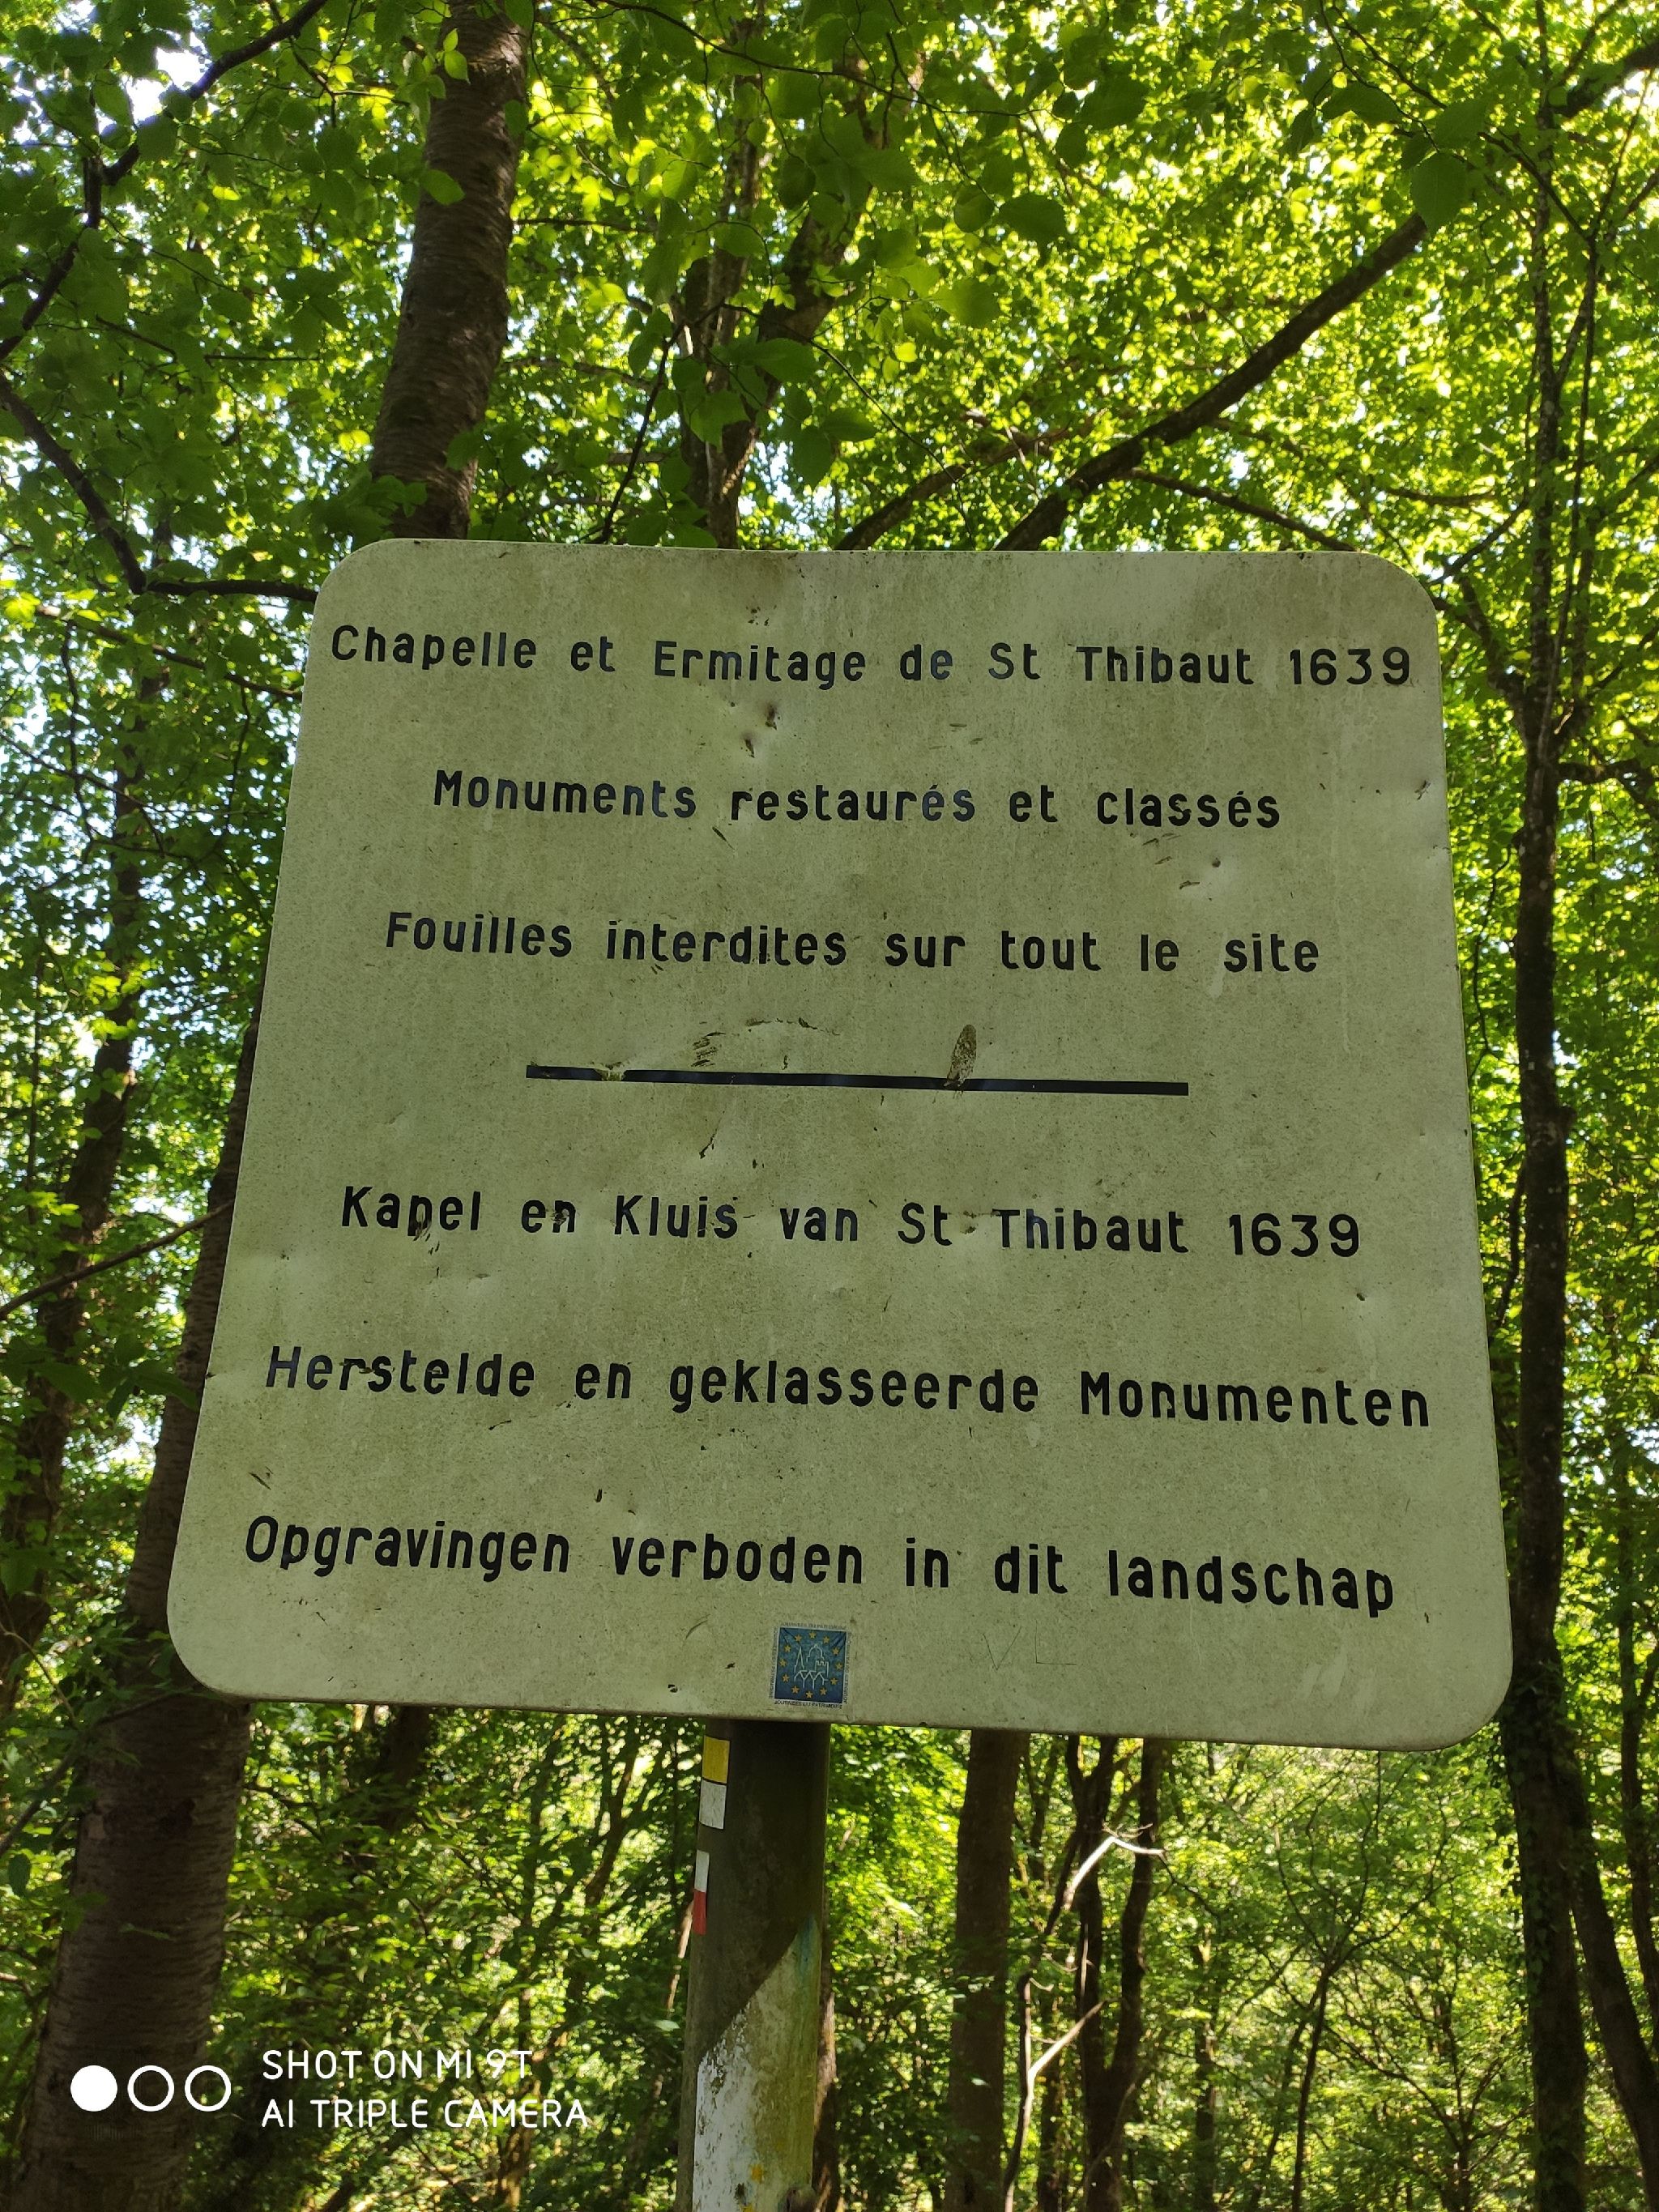 Chapelle et Ermitage de St Thibaut 1639
Monuments restaurés et classés
Fouilles interdites sur tout le site
Kapel en Kluis van St Thibaut 1639
Herstelde en geklasseerde Monumenten
Opgravingen verboden in dit landschap
VL
SHOT ON MI 9T
AI TRIPLE CAMERA